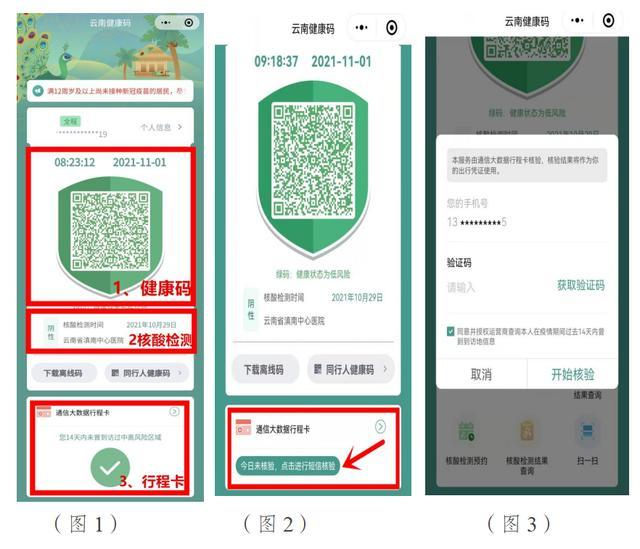 云南健康码
满12周岁及以上尚未接种新冠疫苗的居民，尽
全程
***********19
个人信息
08:23:12 2021-11-01
1、健康码
阴性
核酸检测时间 2021年10月29日
云南省滇南中心医院
2核酸检测
下载离线码
同行人健康码
通信大数据行程卡
您14天内未曾到访过中高风险区域
3、行程卡
（图1）
云南健康码
09:18:37 2021-11-01
绿码：健康状态为低风险
阴性
核酸检测时间 2021年10月29日
云南省滇南中心医院
下载离线码
同行人健康码
通信大数据行程卡
今日未核验，点击进行短信核验
（图2）
云南健康码
绿码：健康状态为低风险
本服务由通信大数据行程卡核验，核验结果将作为你
的出行凭证使用。
您的手机号
13 *********5
验证码
请输入
获取验证码
同意并授权运营商查询本人在疫情期间过去14天内曾
到到访地信息
取消
开始核验
结果查询
核酸检测预约
核酸检测结果
查询
扫一扫
（图3）